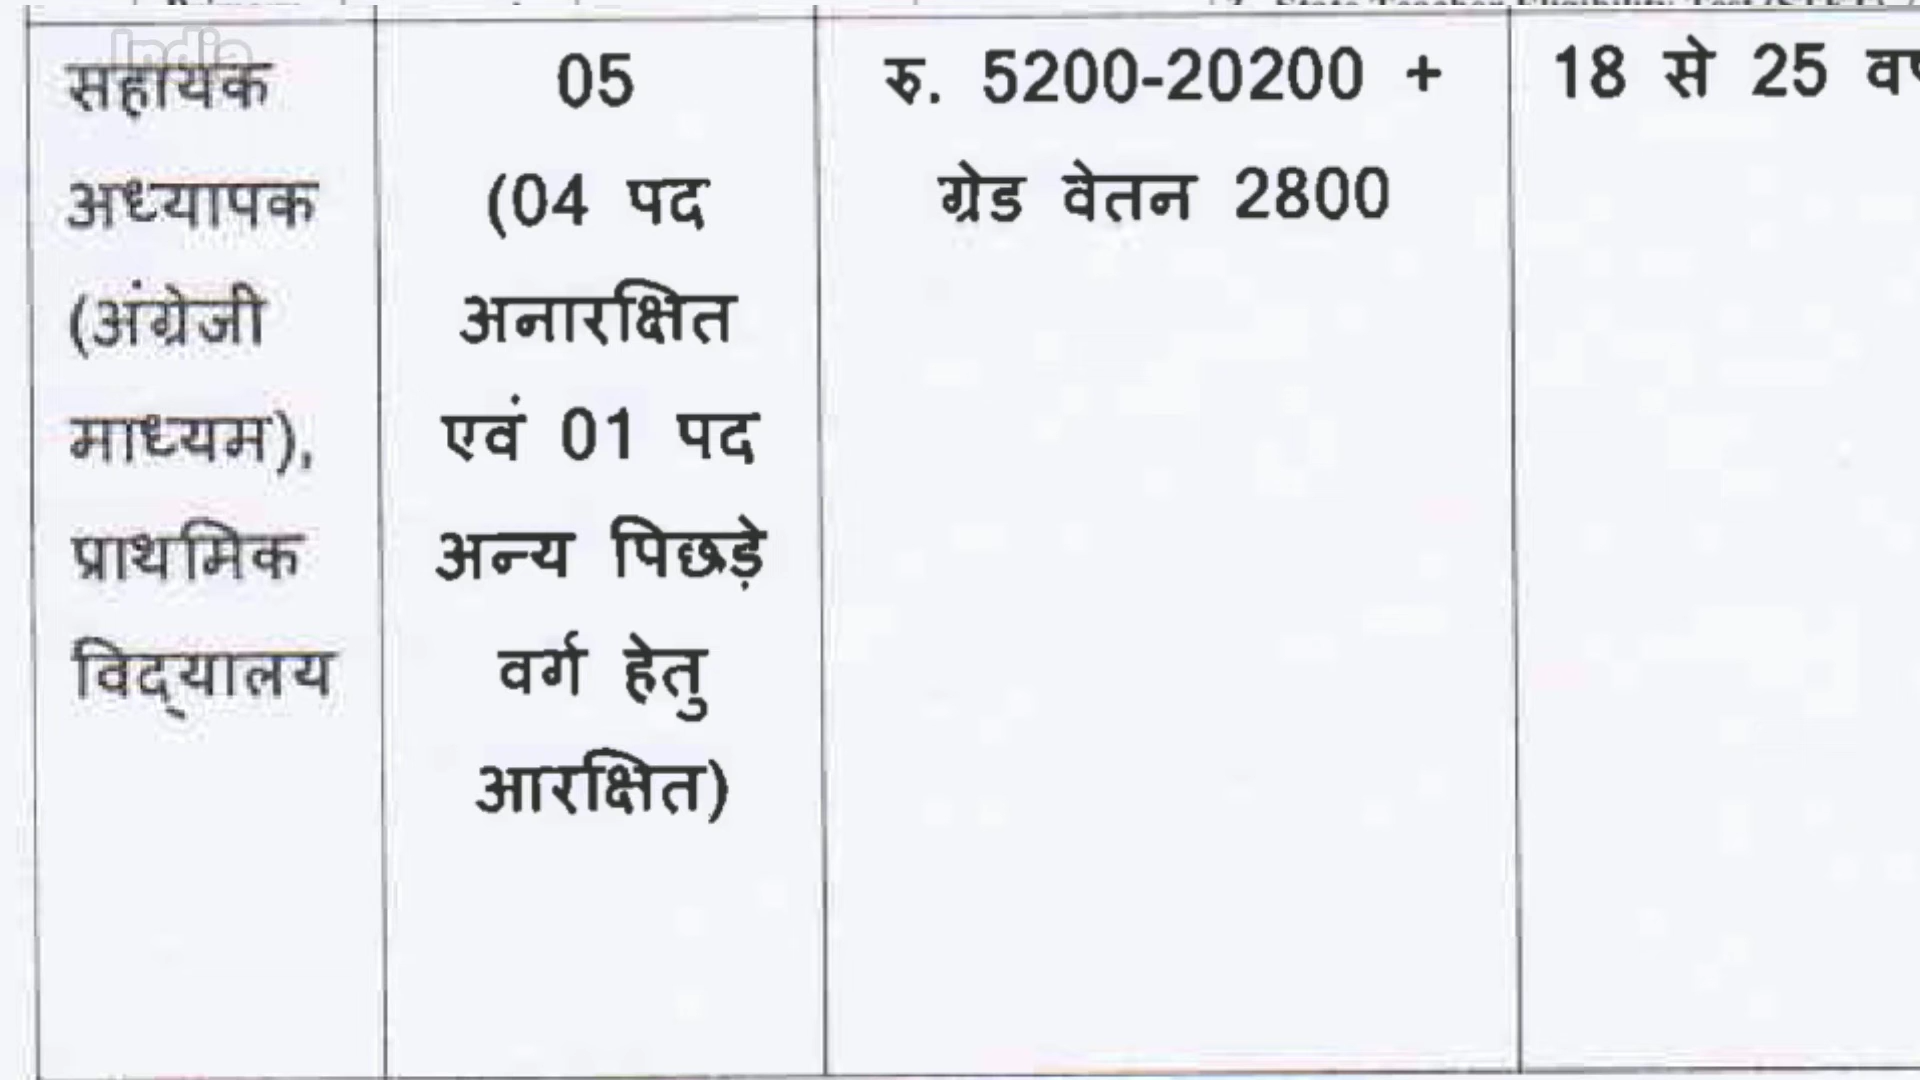 India
सहायक
अध्यापक
(अंग्रेजी
माध्यम),
प्राथमिक
विद्यालय
05
(04 पद
अनारक्षित
एवं 01 पद
अन्य पिछड़े
वर्ग हेतु
आरक्षित)
रु. 5200-20200 +
ग्रेड वेतन 2800
18 से 25